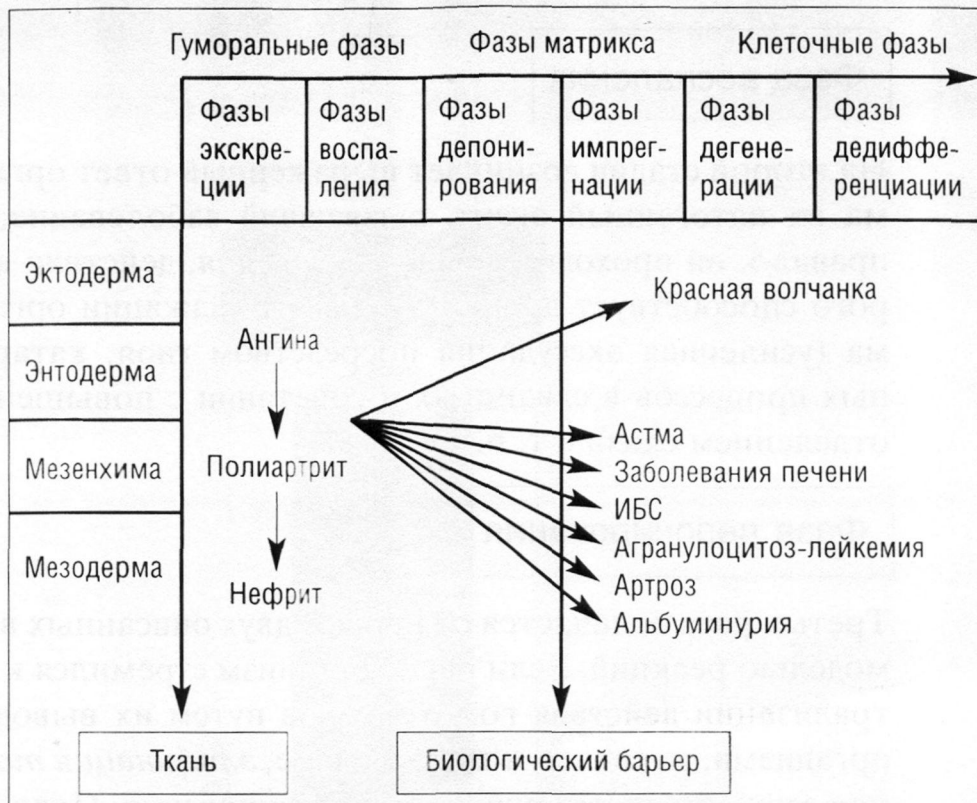 Гуморальные фазы
Фазы матрикса
Клеточные фазы
Фазы
экскре-
ции
Фазы
воспа-
ления
Фазы
депони-
рования
Фазы
импрег-
нации
Фазы
дегене-
рации
Фазы
дедиффе-
ренциации
Эктодерма
Энтодерма
Мезенхима
Мезодерма
Ангина
Полиартрит
Нефрит
Красная волчанка
Астма
Заболевания печени
ИБС
Агранулоцитоз-лейкемия
Артроз
Альбуминурия
Ткань
Биологический барьер